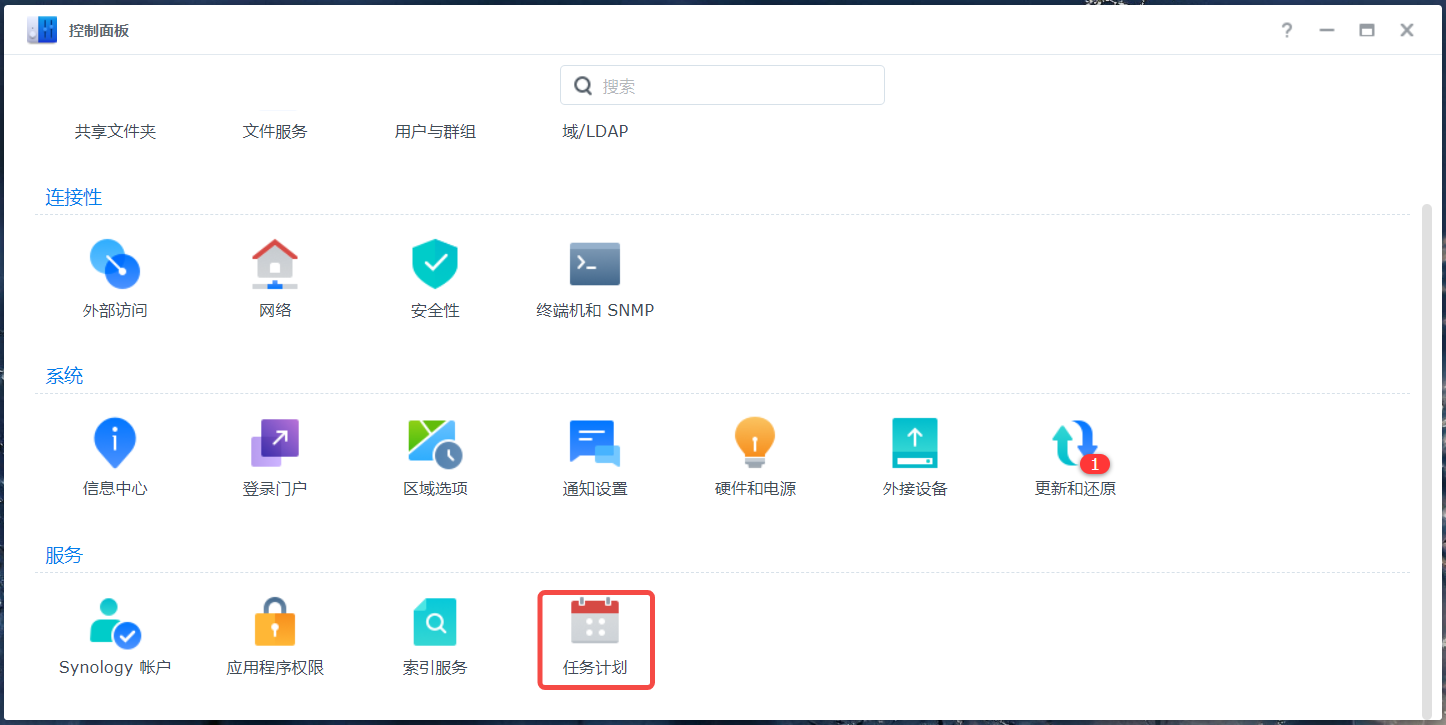 控制面板
搜索
共享文件夹 文件服务 用户与群组 域/LDAP
连接性
外部访问 网络 安全性 终端机和 SNMP
系统
1
信息中心 登录门户 区域选项 通知设置 硬件和电源 外接设备 更新和还原
服务
Synology 帐户 应用程序权限 索引服务 任务计划